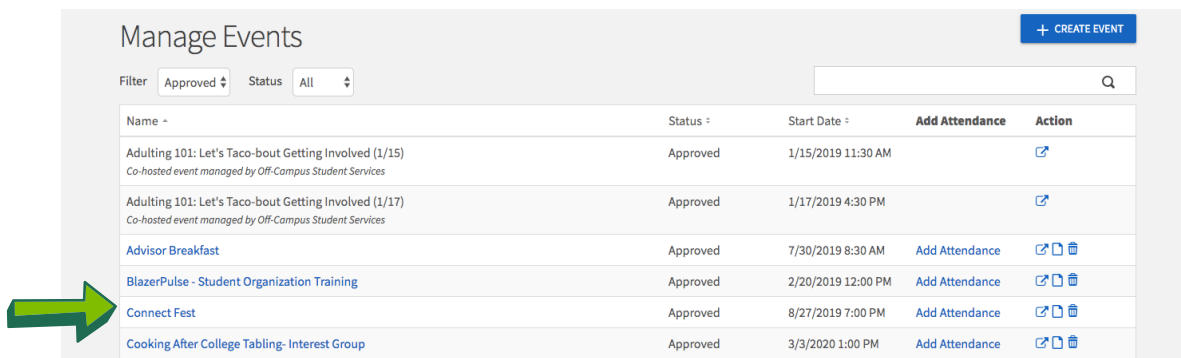 Manage Events
+ CREATE EVENT
Filter Approved Status All
Name Status Start Date Add Attendance Action
Adulting 101: Let's Taco-bout Getting Involved (1/15) Approved 1/15/2019 11:30 AM
Co-hosted event managed by Off-Campus Student Services
Adulting 101: Let's Taco-bout Getting Involved (1/17) Approved 1/17/2019 4:30 PM
Co-hosted event managed by Off-Campus Student Services
Advisor Breakfast Approved 7/30/2019 8:30 AM Add Attendance
BlazerPulse - Student Organization Training Approved 2/20/2019 12:00 PM Add Attendance
Connect Fest Approved 8/27/2019 7:00 PM Add Attendance
Cooking After College Tabling- Interest Group Approved 3/3/2020 1:00 PM Add Attendance